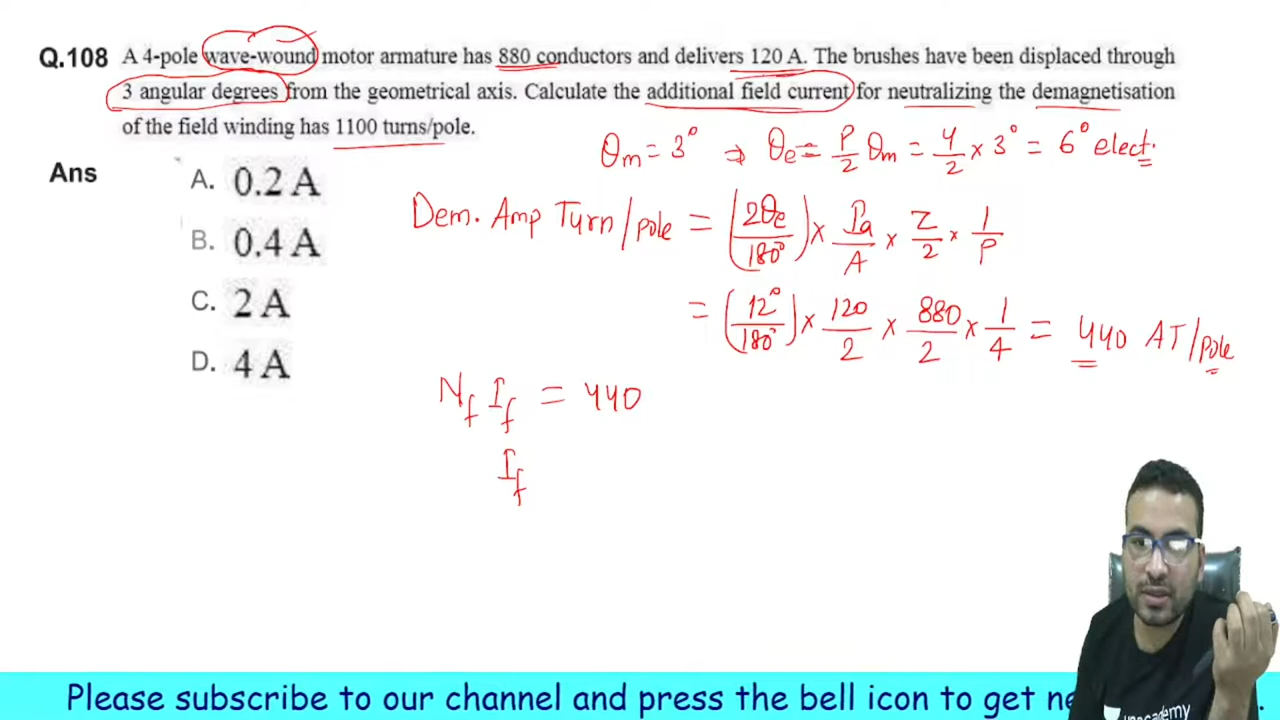 Q.108 A 4-pole wave-wound motor armature has 880 conductors and delivers 120 A. The brushes have been displaced through
3 angular degrees from the geometrical axis. Calculate the additional field current for neutralizing the demagnetisation
of the field winding has 1100 turns/pole.
θm = 3° ⇒ θe = P/2 θm = 4/2 × 3° = 6° elect.
Ans
A. 0.2 A
B. 0.4 A
C. 2 A
D. 4 A
Dem. Amp Turn/pole = (2θe/180°) × Ia/A × Z/2 × 1/P
= (12°/180°) × 120/2 × 880/2 × 1/4 = 440 AT/pole
Nf If = 440
If
Please subscribe to our channel and press the bell icon to get